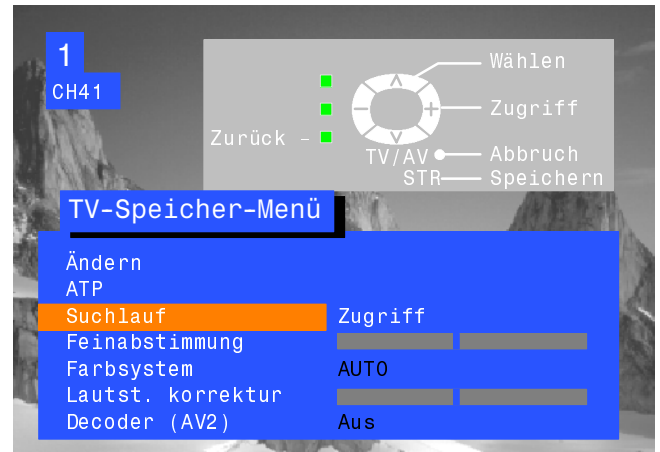 1
CH41
Wählen
Zugriff
Zurück –
TV/AV Abbruch
STR Speichern
TV-Speicher-Menü
Ändern
ATP
Suchlauf Zugriff
Feinabstimmung
Farbsystem AUTO
Lautst. korrektur
Decoder (AV2) Aus